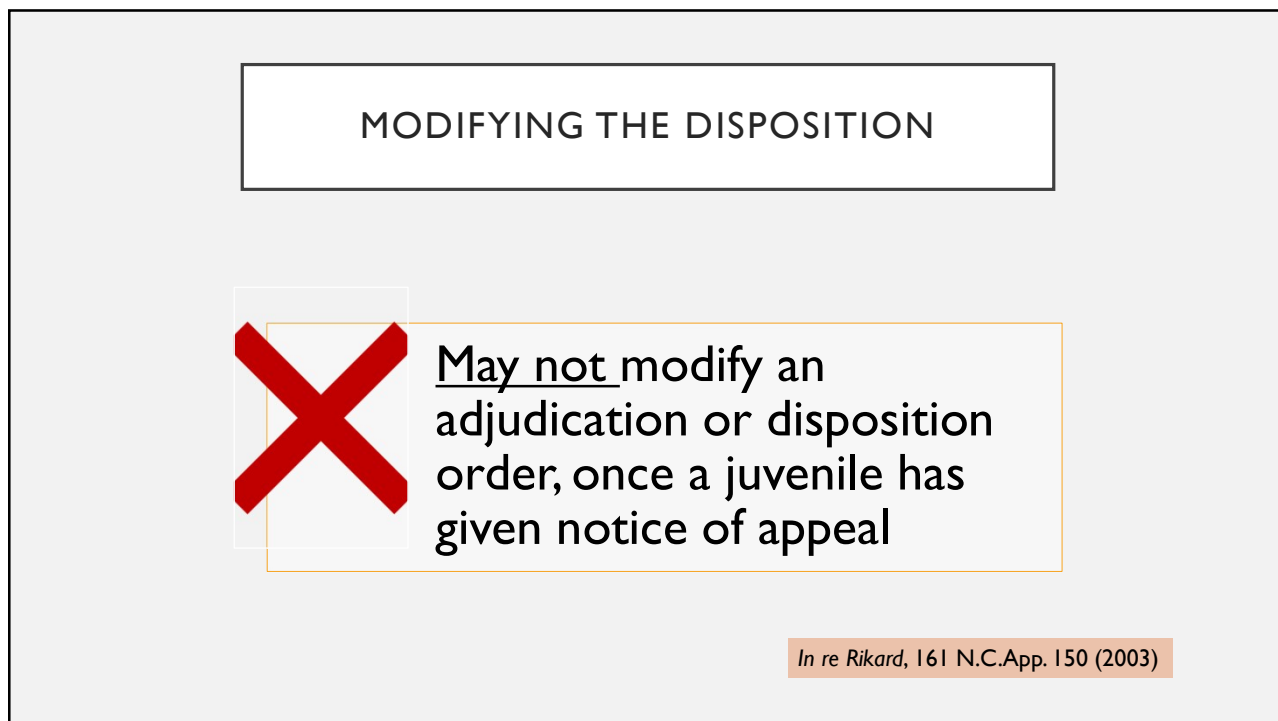 MODIFYING THE DISPOSITION
May not modify an
adjudication or disposition
order, once a juvenile has
given notice of appeal
In re Rikard, 161 N.C.App. 150 (2003)